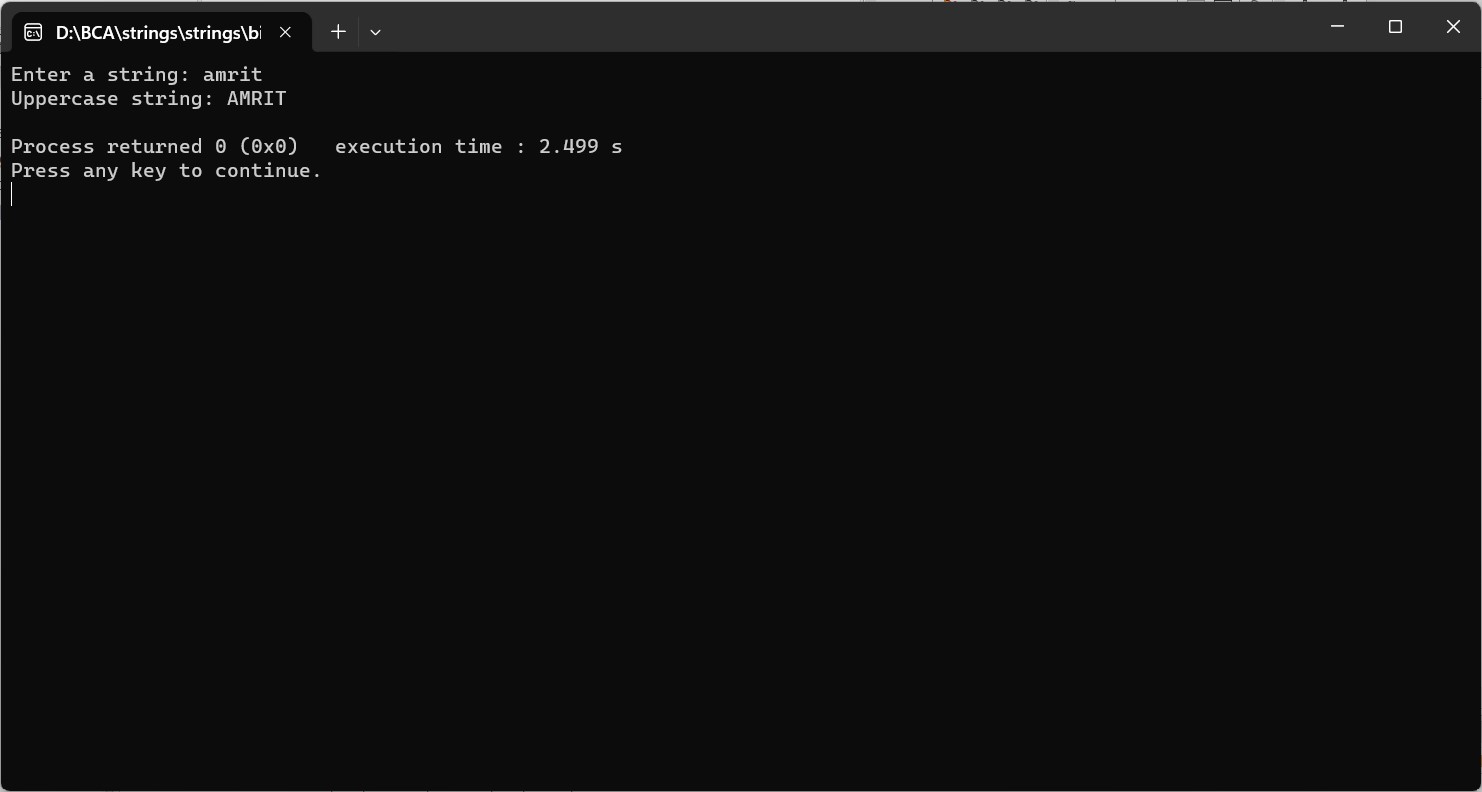 D:\BCA\strings\strings\bi
Enter a string: amrit
Uppercase string: AMRIT
Process returned 0 (0x0)   execution time : 2.499 s
Press any key to continue.